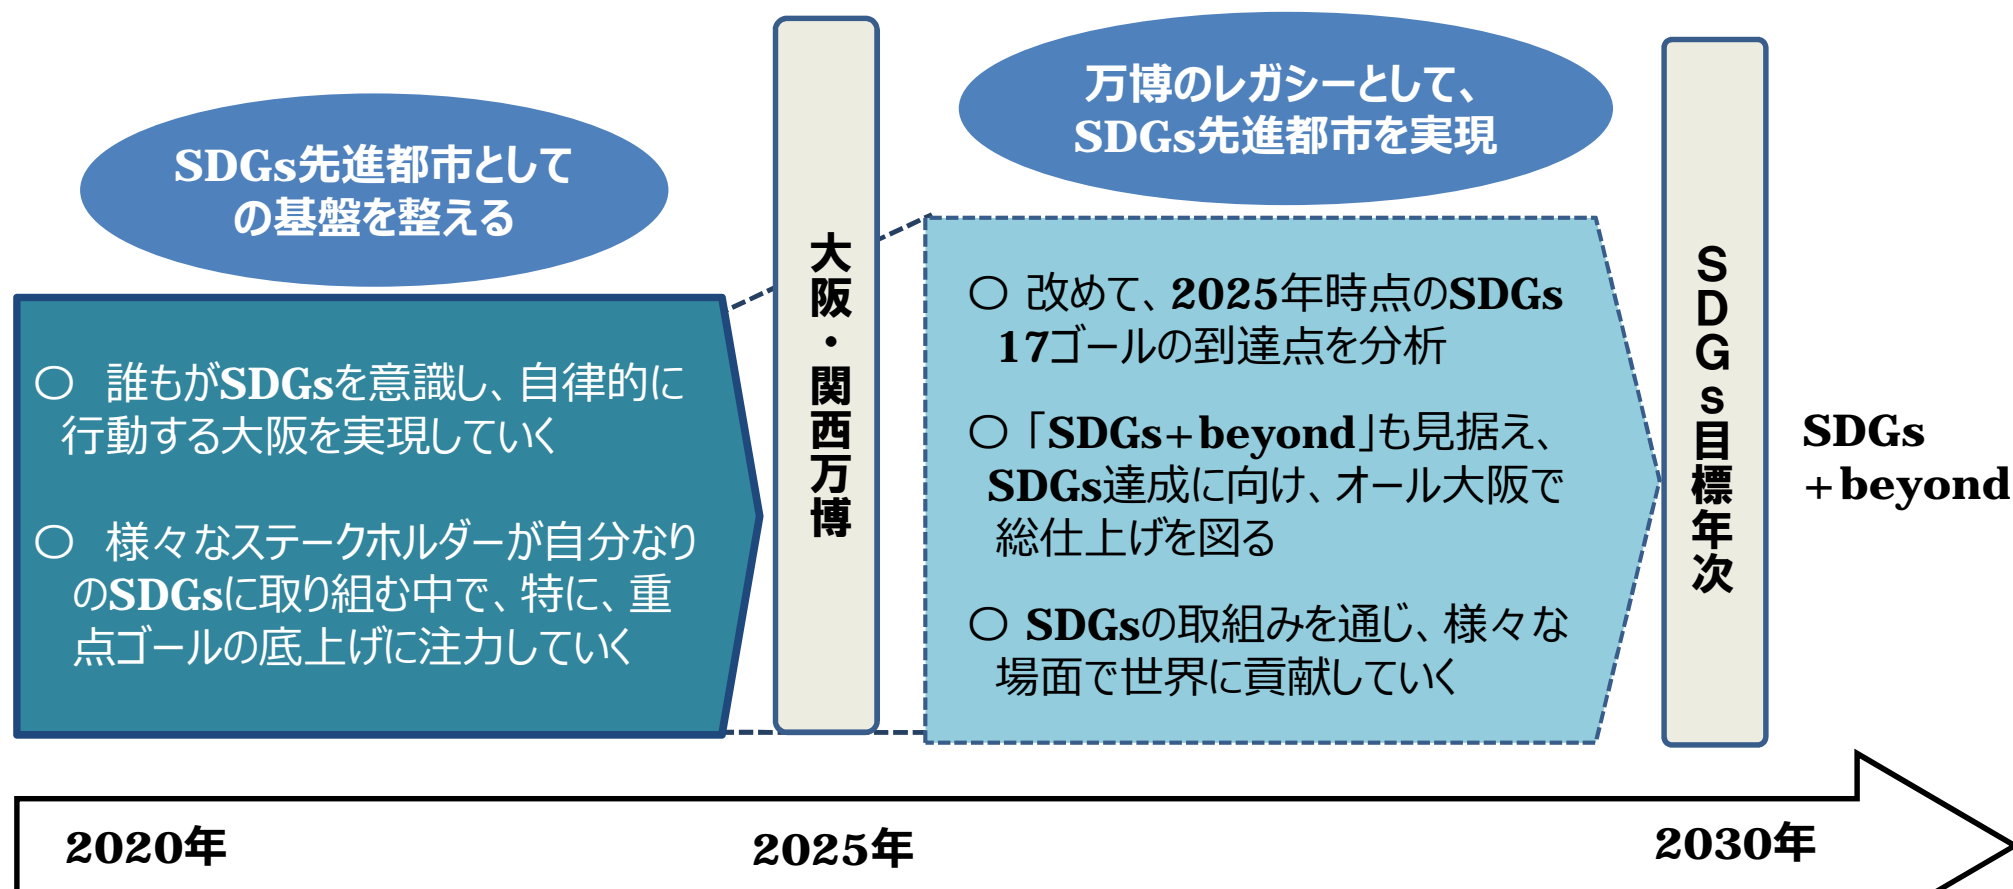 SDGs先進都市として
の基盤を整える
〇　誰もがSDGsを意識し、自律的に
行動する大阪を実現していく
〇　様々なステークホルダーが自分なり
のSDGsに取り組む中で、特に、重
点ゴールの底上げに注力していく
大阪・関西万博
万博のレガシーとして、
SDGs先進都市を実現
〇 改めて、2025年時点のSDGs
17ゴールの到達点を分析
〇「SDGs+beyond」も見据え、
SDGs達成に向け、オール大阪で
総仕上げを図る
〇 SDGsの取組みを通じ、様々な
場面で世界に貢献していく
SDGs目標年次
SDGs
+beyond
2020年
2025年
2030年